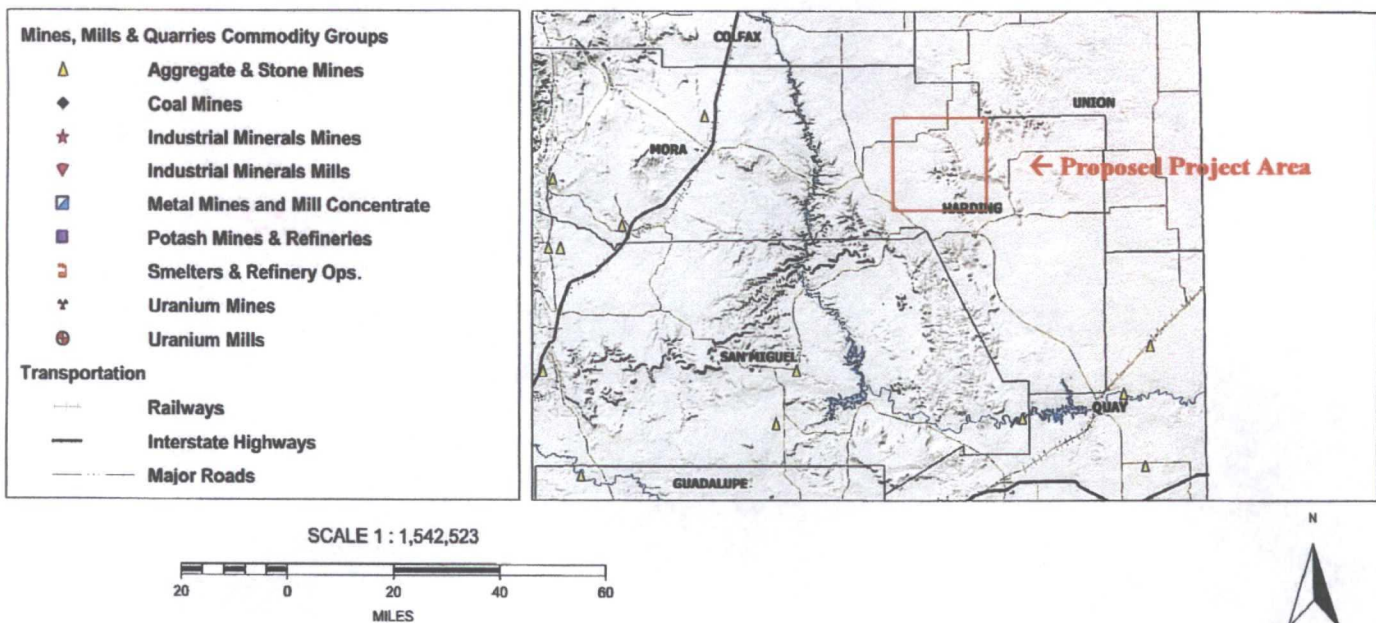 Mines, Mills & Quarries Commodity Groups
Aggregate & Stone Mines
Coal Mines
Industrial Minerals Mines
Industrial Minerals Mills
Metal Mines and Mill Concentrate
Potash Mines & Refineries
Smelters & Refinery Ops.
Uranium Mines
Uranium Mills
Transportation
Railways
Interstate Highways
Major Roads
COLFAX
UNION
MORA
← Proposed Project Area
HARDING
SAN MIGUEL
QUAY
GUADALUPE
SCALE 1 : 1,542,523
20 0 20 40 60
MILES
N